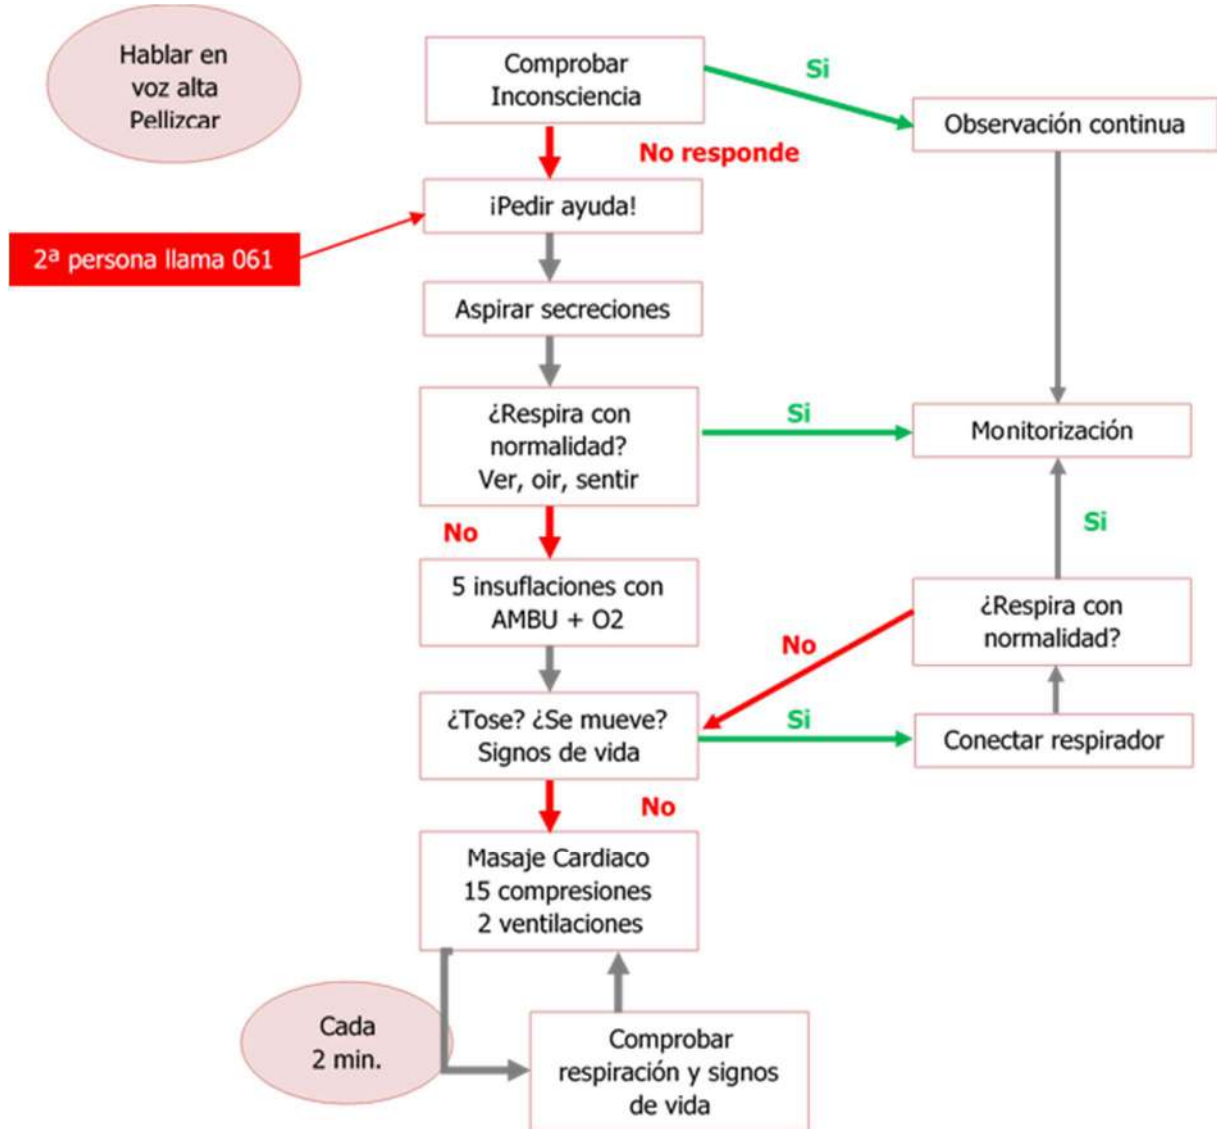 Hablar en
voz alta
Pellizcar
Comprobar
Inconsciencia
Si
Observación continua
No responde
¡Pedir ayuda!
2ª persona llama 061
Aspirar secreciones
¿Respira con
normalidad?
Ver, oir, sentir
Si
Monitorización
No
Si
5 insuflaciones con
AMBU + O2
¿Respira con
normalidad?
No
¿Tose? ¿Se mueve?
Signos de vida
Si
Conectar respirador
No
Masaje Cardiaco
15 compresiones
2 ventilaciones
Cada
2 min.
Comprobar
respiración y signos
de vida